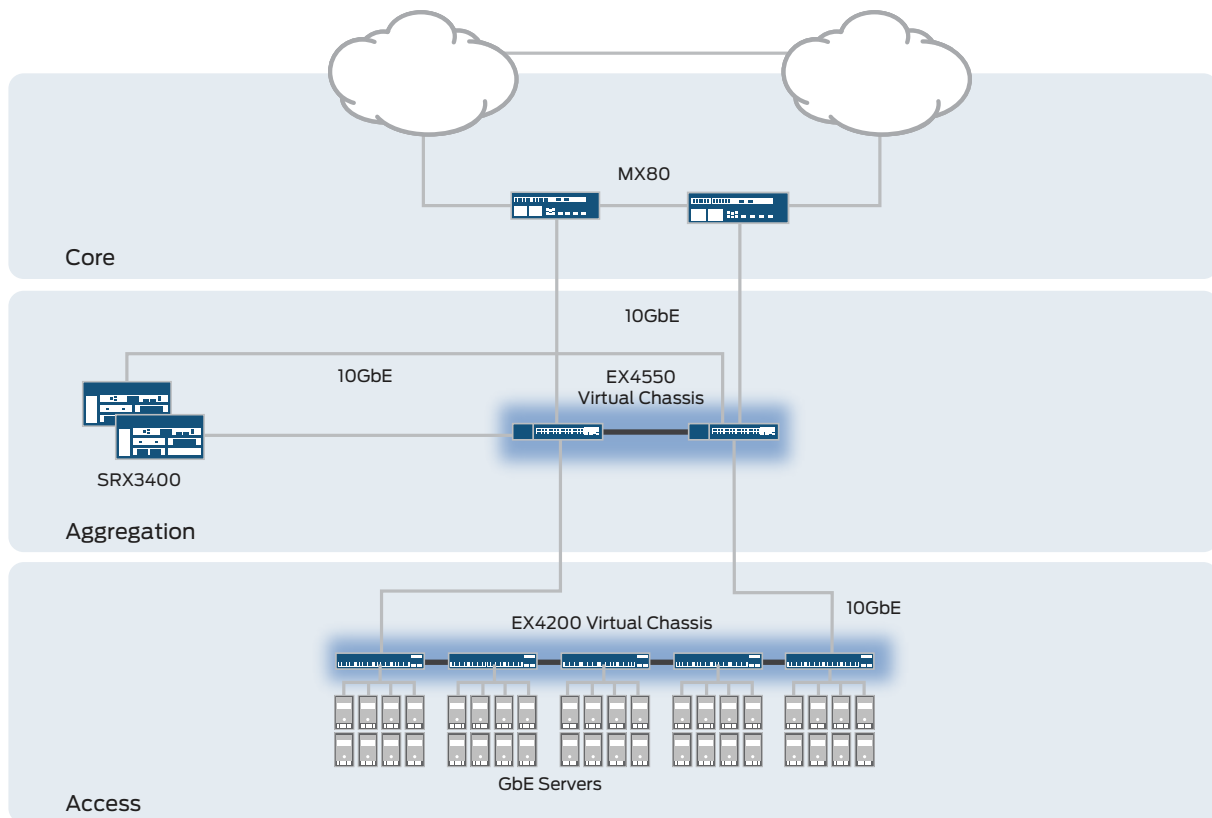 MX80
Core
10GbE
10GbE
EX4550
Virtual Chassis
SRX3400
Aggregation
10GbE
EX4200 Virtual Chassis
GbE Servers
Access